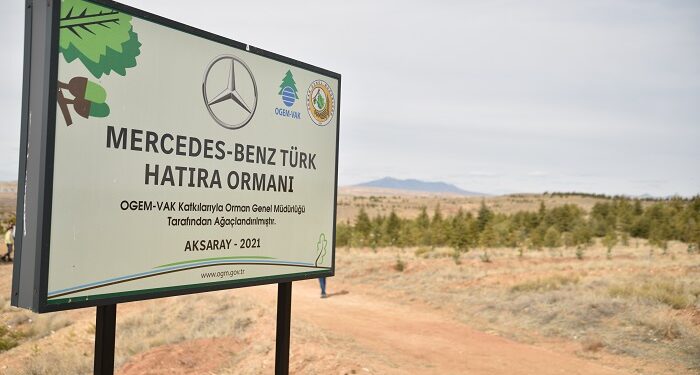 OGEM-VAK
MERCEDES-BENZ TÜRK
HATIRA ORMANI
OGEM-VAK Katkılarıyla Orman Genel Müdürlüğü
Tarafından Ağaçlandırılmıştır.
AKSARAY - 2021
www.ogm.gov.tr